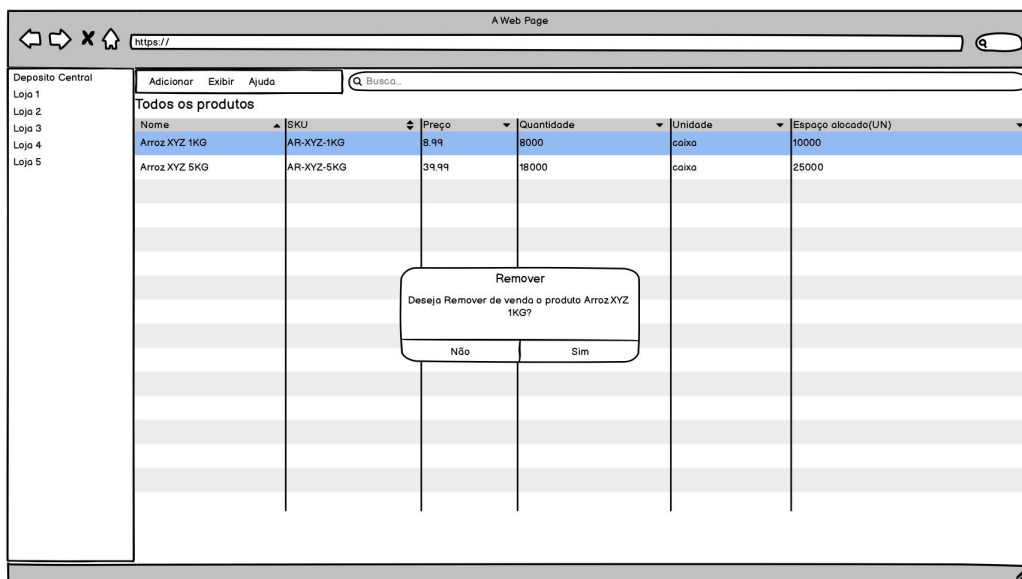 A Web Page
https://
Deposito Central
Loja 1
Loja 2
Loja 3
Loja 4
Loja 5
Adicionar Exibir Ajuda
Busca...
Todos os produtos
Nome SKU Preço Quantidade Unidade Espaço alocado(UN)
Arroz XYZ 1KG AR-XYZ-1KG 8.99 8000 caixa 10000
Arroz XYZ 5KG AR-XYZ-5KG 39.99 18000 caixa 25000
Remover
Deseja Remover de venda o produto Arroz XYZ
1KG?
Não Sim